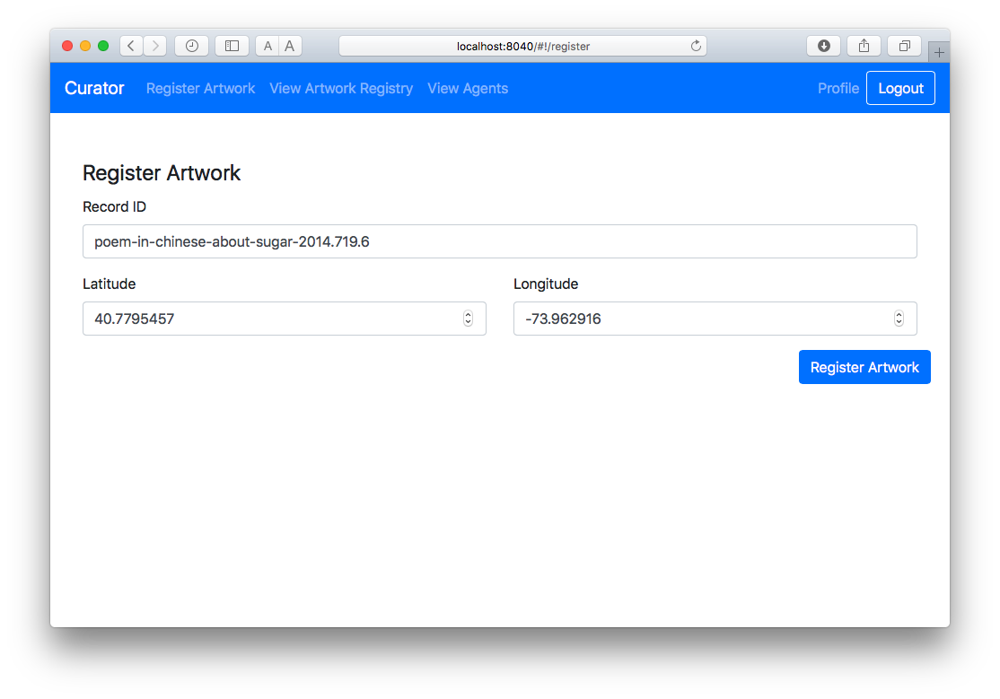 A A localhost:8040/#!/register
Curator Register Artwork View Artwork Registry View Agents Profile Logout
Register Artwork
Record ID
poem-in-chinese-about-sugar-2014.719.6
Latitude Longitude
40.7795457 -73.962916
Register Artwork